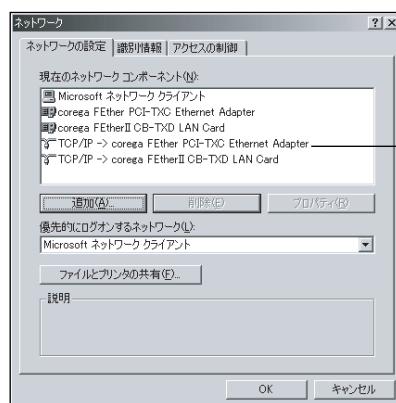 ネットワーク
ネットワークの設定 識別情報 アクセスの制御
現在のネットワーク コンポーネント(N):
Microsoft ネットワーク クライアント
corega FEther PCI-TXC Ethernet Adapter
corega FEtherII CB-TXD LAN Card
TCP/IP -> corega FEther PCI-TXC Ethernet Adapter
TCP/IP -> corega FEtherII CB-TXD LAN Card
追加(A)... 削除(E) プロパティ(R)
優先的にログオンするネットワーク(L):
Microsoft ネットワーク クライアント
ファイルとプリンタの共有(F)...
説明
OK キャンセル